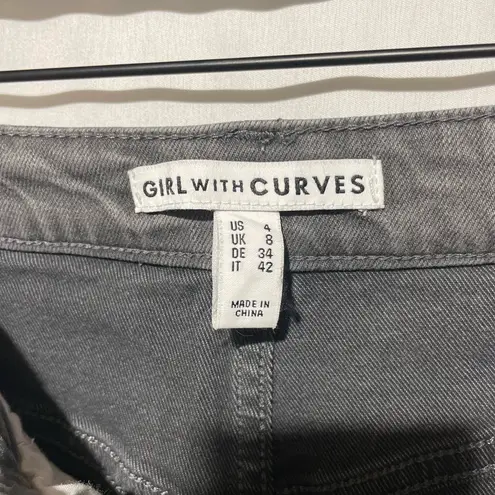 GIRL WITH CURVES
US 4
UK 8
DE 34
IT 42
MADE IN
CHINA